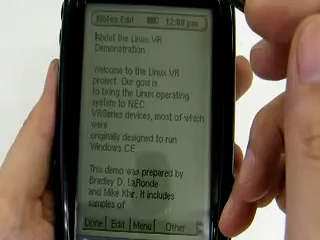 Notes Edit 12:00 pm
About the Linux VR
Demonstration
Welcome to the Linux VR
project. Our goal is
to bring the Linux operating
system to NEC
VRSeries devices, most of which
were
originally designed to run
Windows CE
This demo was prepared by
Bradley D. LaRonde
and Mike Klar. It includes
samples of
Done Edit Menu Other